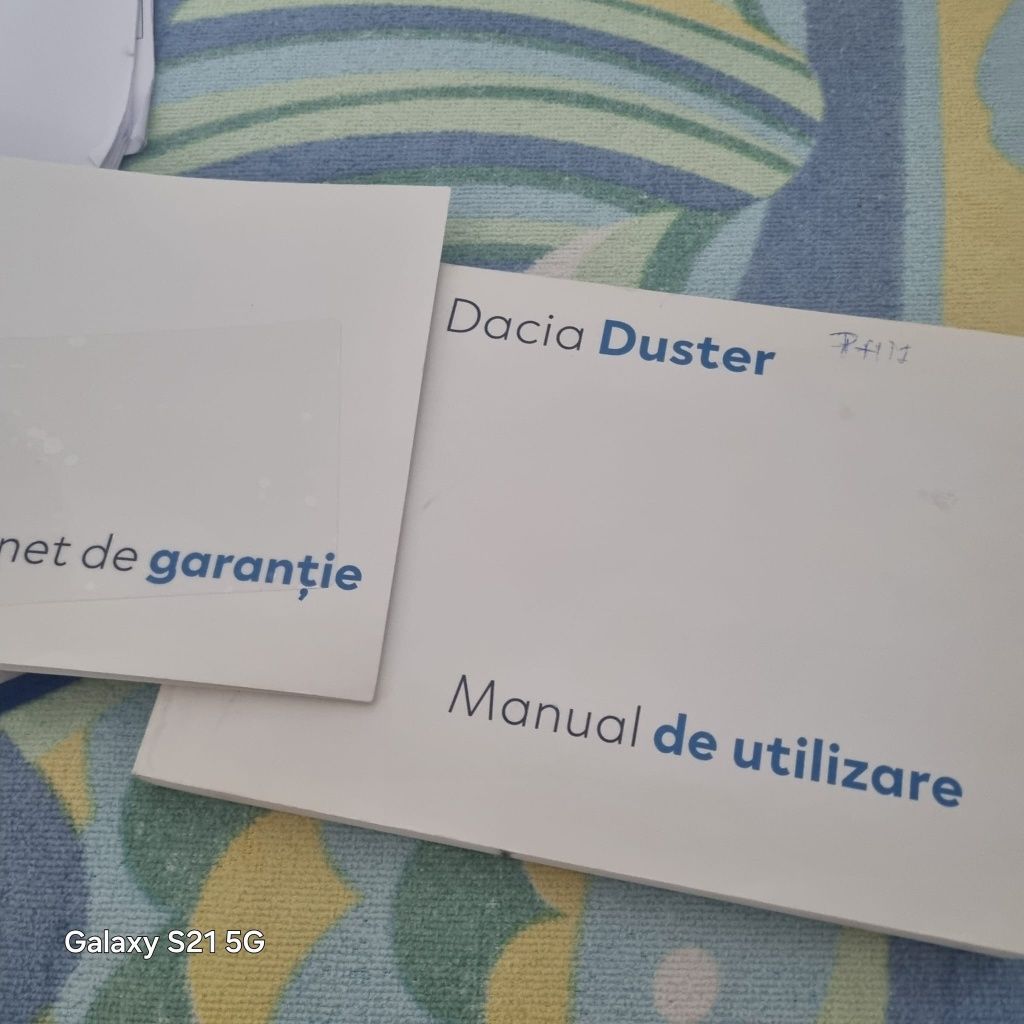 Dacia Duster
net de garanție
Manual de utilizare
Galaxy S21 5G